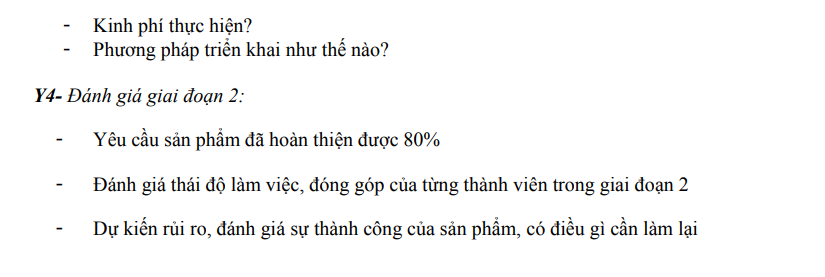 - Kinh phí thực hiện?
- Phương pháp triển khai như thế nào?
Y4- Đánh giá giai đoạn 2:
- Yêu cầu sản phẩm đã hoàn thiện được 80%
- Đánh giá thái độ làm việc, đóng góp của từng thành viên trong giai đoạn 2
- Dự kiến rủi ro, đánh giá sự thành công của sản phẩm, có điều gì cần làm lại